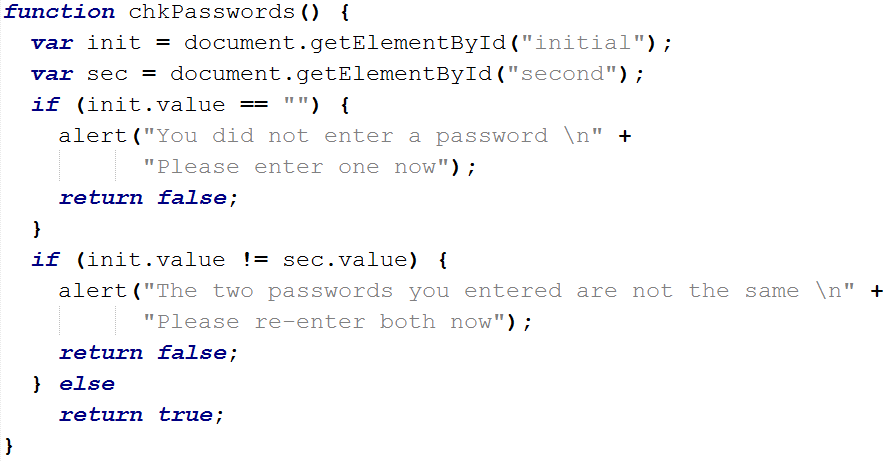 function chkPasswords() {
  var init = document.getElementById("initial");
  var sec = document.getElementById("second");
  if (init.value == "") {
    alert("You did not enter a password \n" +
          "Please enter one now");
    return false;
  }
  if (init.value != sec.value) {
    alert("The two passwords you entered are not the same \n" +
          "Please re-enter both now");
    return false;
  } else
    return true;
}